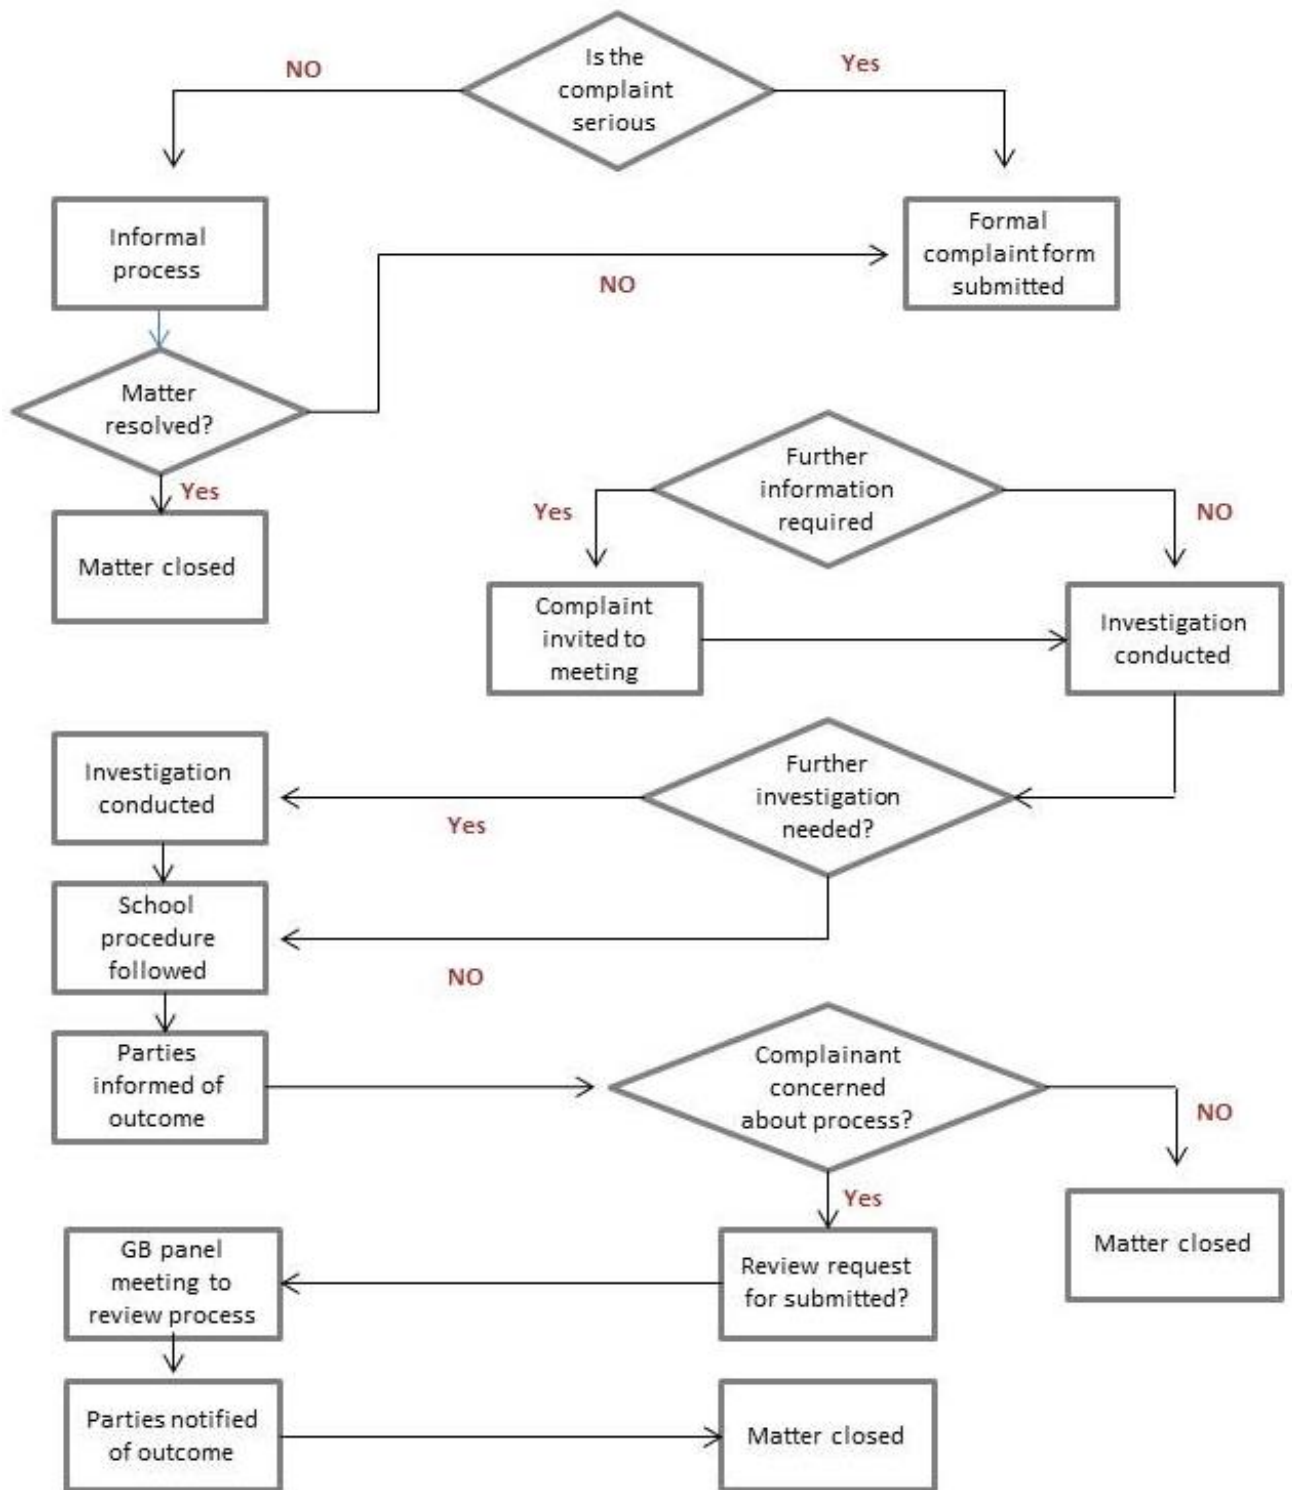 Is the
complaint
serious
NO
Yes
Informal
process
Formal
complaint form
submitted
NO
Matter
resolved?
Yes
Matter closed
Further
information
required
Yes
NO
Complaint
invited to
meeting
Investigation
conducted
Further
investigation
needed?
Yes
Investigation
conducted
NO
School
procedure
followed
Parties
informed of
outcome
Complainant
concerned
about process?
NO
Yes
Matter closed
Review request
for submitted?
GB panel
meeting to
review process
Parties notified
of outcome
Matter closed